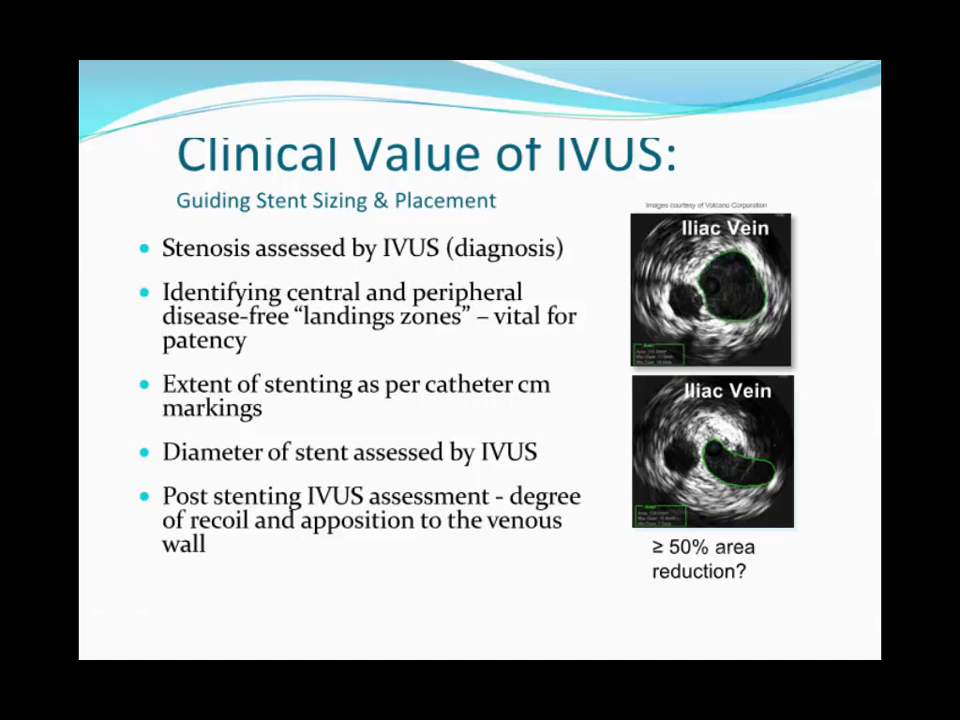 Clinical Value of IVUS:
Guiding Stent Sizing & Placement
Images courtesy of Volcano Corporation
• Stenosis assessed by IVUS (diagnosis)
• Identifying central and peripheral
disease-free “landings zones” – vital for
patency
• Extent of stenting as per catheter cm
markings
• Diameter of stent assessed by IVUS
• Post stenting IVUS assessment - degree
of recoil and apposition to the venous
wall
Iliac Vein
Iliac Vein
≥ 50% area
reduction?